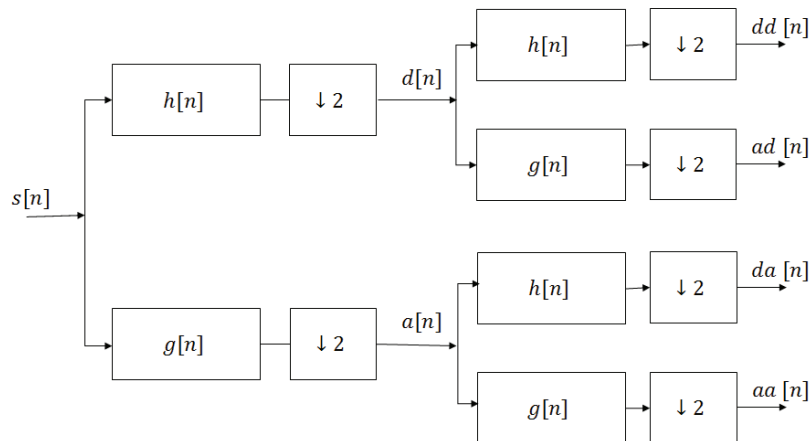 dd [n]
h[n]
↓ 2
d[n]
h[n]
↓ 2
ad [n]
g[n]
↓ 2
s[n]
da [n]
h[n]
↓ 2
a[n]
g[n]
↓ 2
aa [n]
g[n]
↓ 2